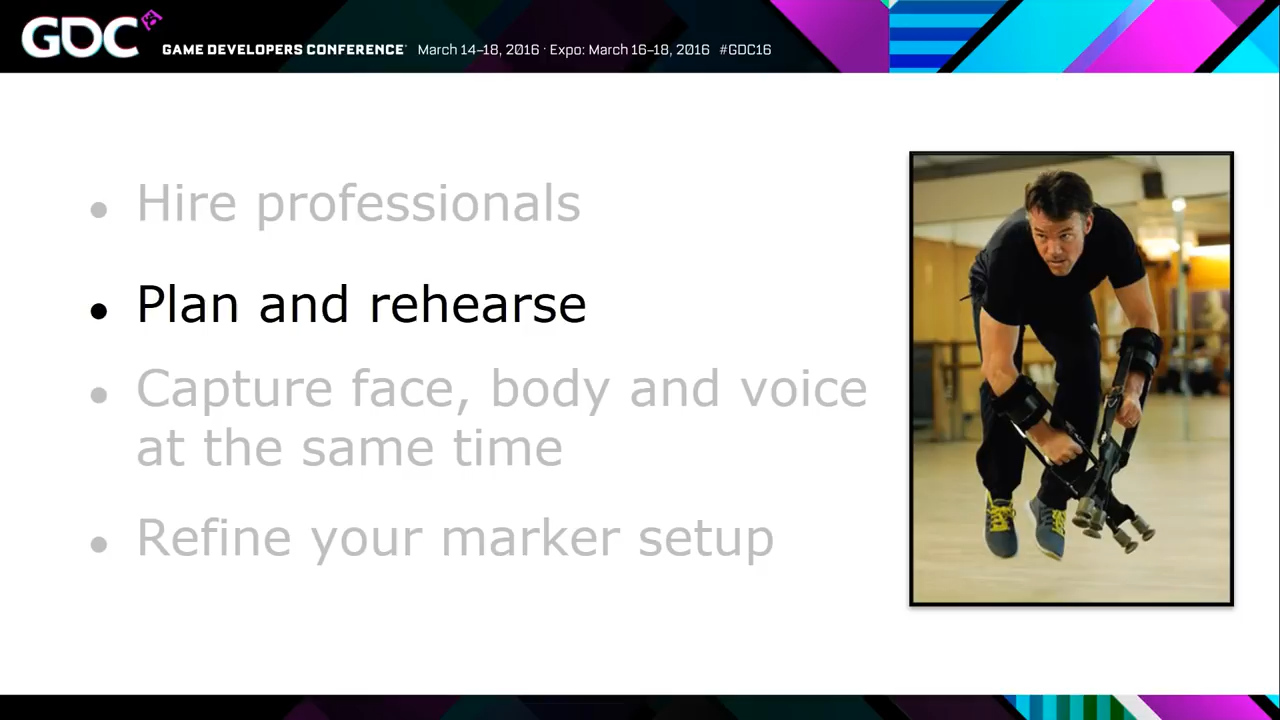 GDC
GAME DEVELOPERS CONFERENCE® March 14–18, 2016 · Expo: March 16–18, 2016 #GDC16
• Hire professionals
• Plan and rehearse
• Capture face, body and voice
at the same time
• Refine your marker setup